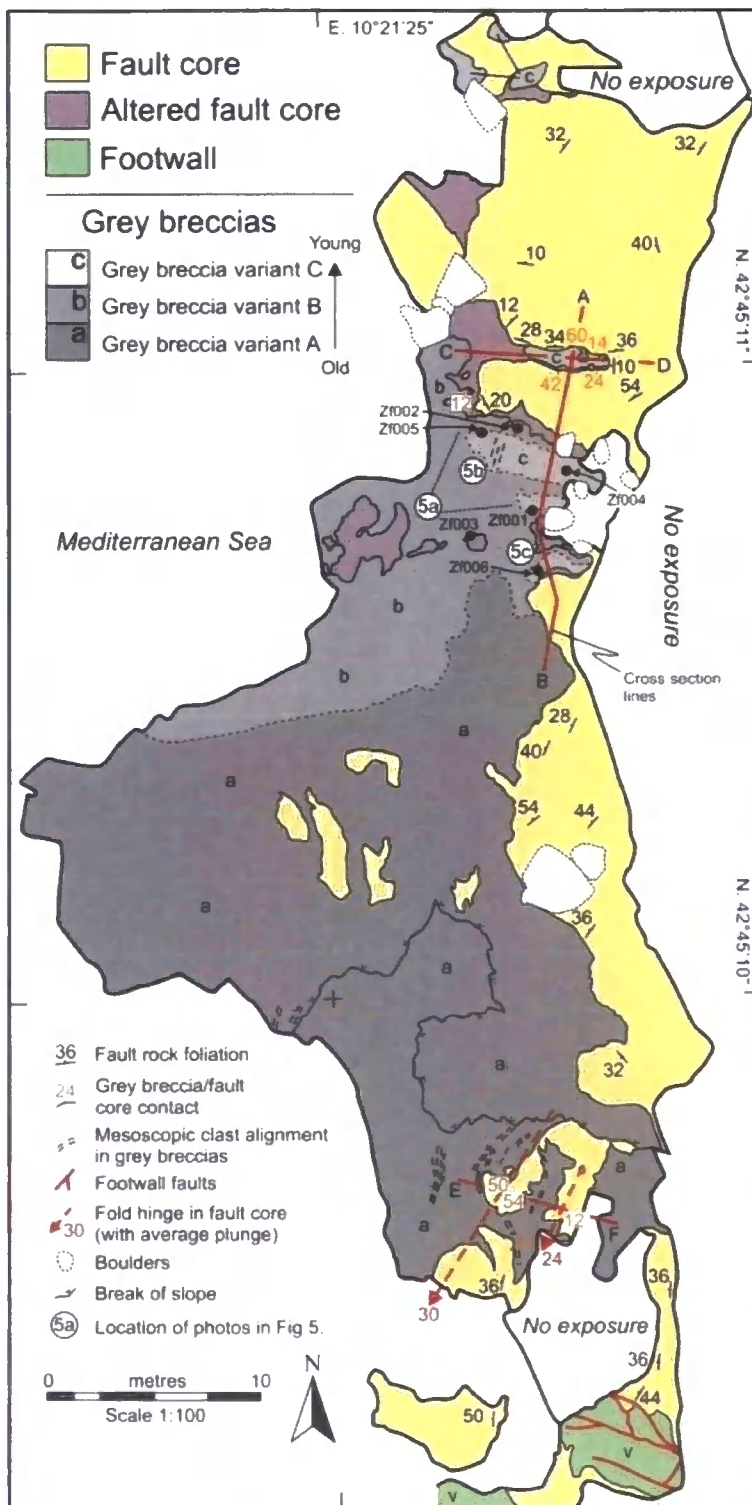 E. 10°21'25"
Fault core
Altered fault core
Footwall
Grey breccias
Young
Old
c Grey breccia variant C
b Grey breccia variant B
a Grey breccia variant A
No exposure
c
32
32
10
40
N. 42°45'11"
A
12
28
34
60
14
36
C
c
D
10
b
12
20
42
24
54
Zf002
Zf005
5b
c
Zf004
5a
Zf003
Zf001
5c
Zf006
Mediterranean Sea
No exposure
b
b
B
Cross section
lines
28
a
40
a
54
44
a
36
N. 42°45'10"
a
a
32
36 Fault rock foliation
24 Grey breccia/fault
core contact
Mesoscopic clast alignment
in grey breccias
Footwall faults
30 Fold hinge in fault core
(with average plunge)
Boulders
Break of slope
5a Location of photos in Fig 5.
E
50
54
12
F
a
a
24
36
30
36
No exposure
36
44
50
v
v
0 metres 10
Scale 1:100
N